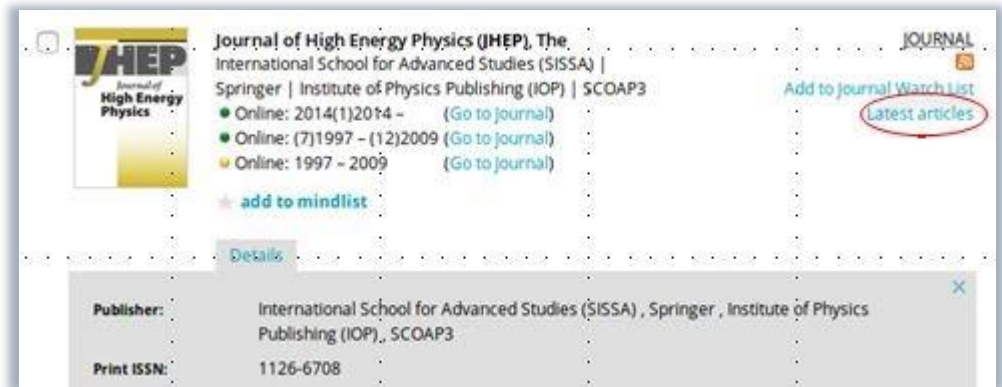 JHEP
Journal of
High Energy
Physics
Journal of High Energy Physics (JHEP), The
International School for Advanced Studies (SISSA) |
Springer | Institute of Physics Publishing (IOP) | SCOAP3
Online: 2014(1)2014 – (Go to Journal)
Online: (7)1997 – (12)2009 (Go to Journal)
Online: 1997 – 2009 (Go to Journal)
add to mindlist
JOURNAL
Add to Journal Watch List
Latest articles
Details
Publisher: International School for Advanced Studies (SISSA) , Springer , Institute of Physics
Publishing (IOP) , SCOAP3
Print ISSN: 1126-6708